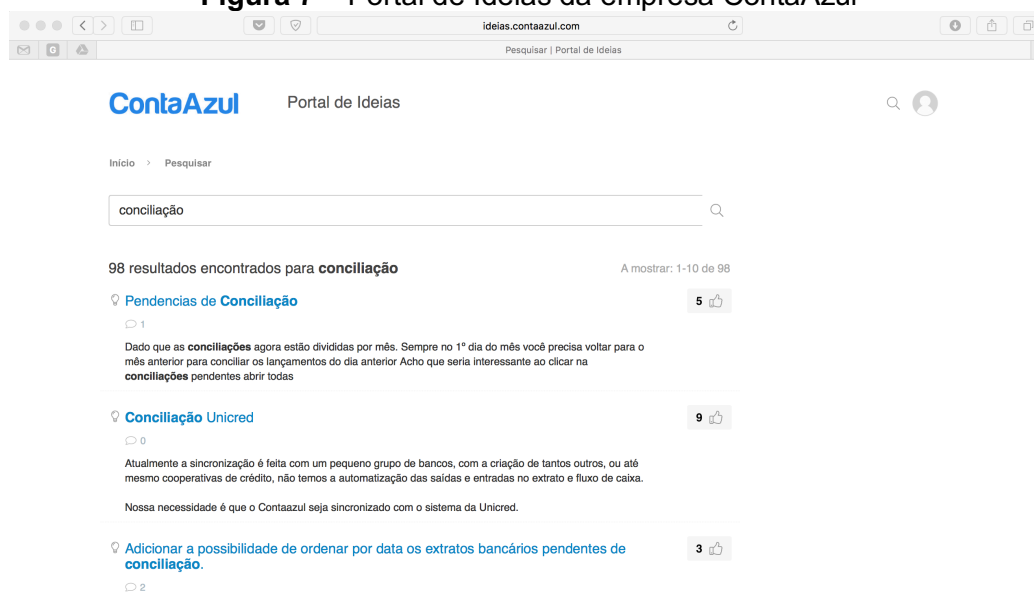 Figura 7 – Portal de Ideias da empresa ContaAzul
ideias.contaazul.com
G
Pesquisar | Portal de Ideias
ContaAzul Portal de Ideias
Início > Pesquisar
conciliação
98 resultados encontrados para conciliação A mostrar: 1-10 de 98
Pendencias de Conciliação 5
1
Dado que as conciliações agora estão divididas por mês. Sempre no 1º dia do mês você precisa voltar para o
mês anterior para conciliar os lançamentos do dia anterior Acho que seria interessante ao clicar na
conciliações pendentes abrir todas
Conciliação Unicred 9
0
Atualmente a sincronização é feita com um pequeno grupo de bancos, com a criação de tantos outros, ou até
mesmo cooperativas de crédito, não temos a automatização das saídas e entradas no extrato e fluxo de caixa.
Nossa necessidade é que o Contaazul seja sincronizado com o sistema da Unicred.
Adicionar a possibilidade de ordenar por data os extratos bancários pendentes de 3
conciliação.
2